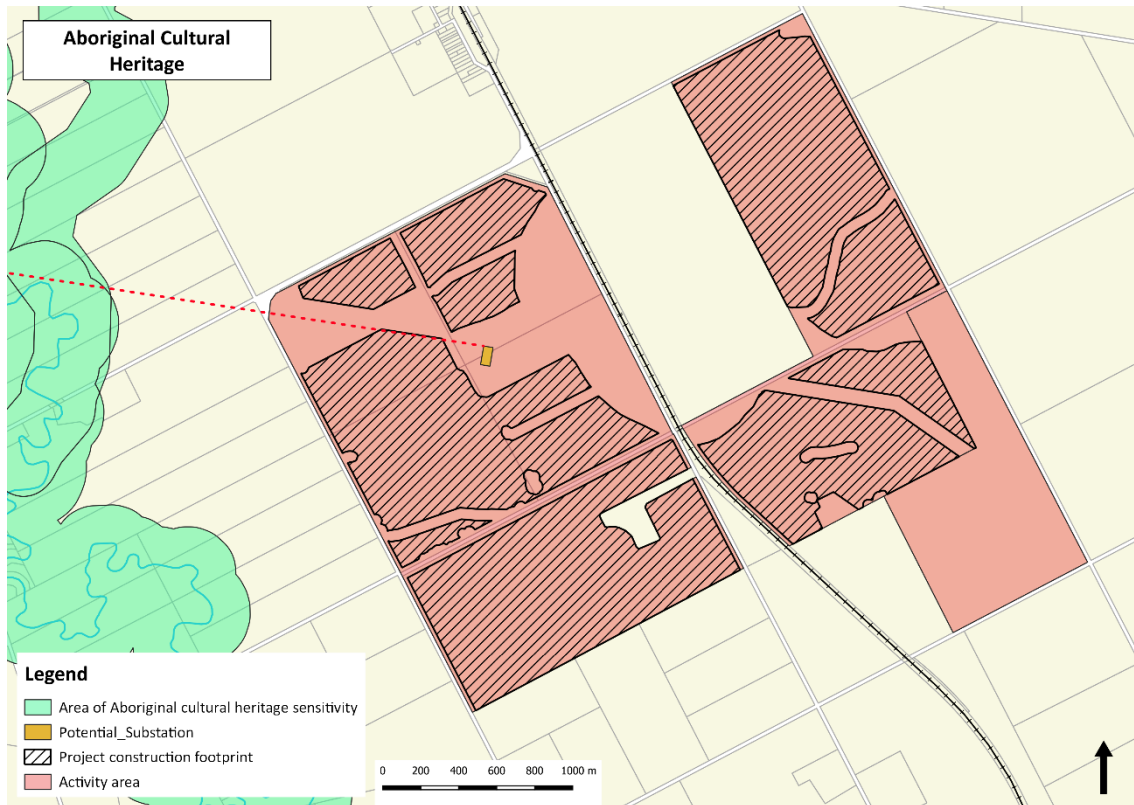 Aboriginal Cultural
Heritage
Legend
Area of Aboriginal cultural heritage sensitivity
Potential_Substation
Project construction footprint
Activity area
0 200 400 600 800 1000 m